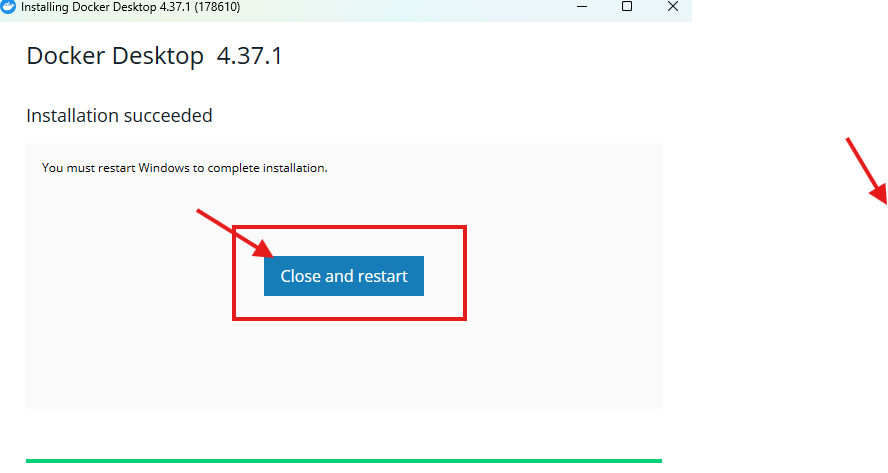 Installing Docker Desktop 4.37.1 (178610)
Docker Desktop 4.37.1
Installation succeeded
You must restart Windows to complete installation.
Close and restart